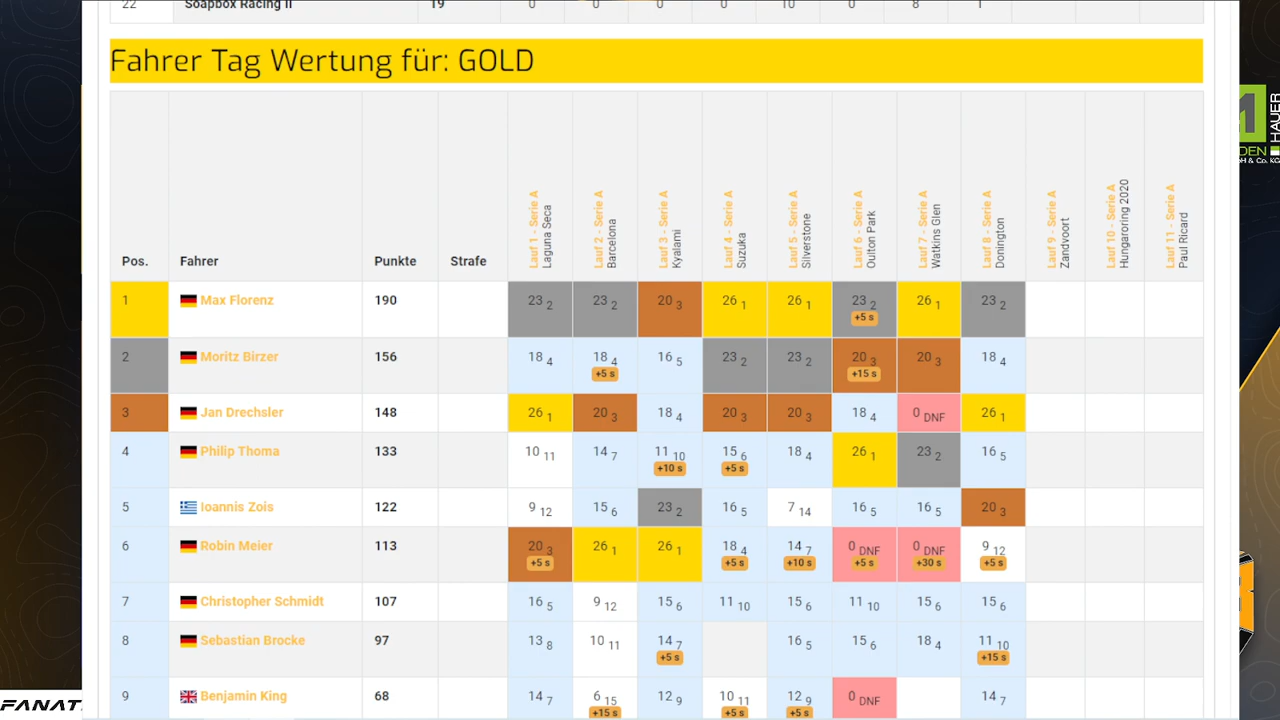 22 Soapbox Racing II 19 0 0 0 0 10 0 8 1
Fahrer Tag Wertung für: GOLD
Pos. Fahrer Punkte Strafe
Lauf 1 - Serie A
Laguna Seca
Lauf 2 - Serie A
Barcelona
Lauf 3 - Serie A
Kyalami
Lauf 4 - Serie A
Suzuka
Lauf 5 - Serie A
Silverstone
Lauf 6 - Serie A
Oulton Park
Lauf 7 - Serie A
Watkins Glen
Lauf 8 - Serie A
Donington
Lauf 9 - Serie A
Zandvoort
Lauf 10 - Serie A
Hungaroring 2020
Lauf 11 - Serie A
Paul Ricard
1 Max Florenz 190 23 2 23 2 20 3 26 1 26 1 23 2 26 1 23 2
+5 s
2 Moritz Birzer 156 18 4 18 4 16 5 23 2 23 2 20 3 20 3 18 4
+5 s +15 s
3 Jan Drechsler 148 26 1 20 3 18 4 20 3 20 3 18 4 0 DNF 26 1
4 Philip Thoma 133 10 11 14 7 11 10 15 6 18 4 26 1 23 2 16 5
+10 s +5 s
5 Ioannis Zois 122 9 12 15 6 23 2 16 5 7 14 16 5 16 5 20 3
6 Robin Meier 113 20 3 26 1 26 1 18 4 14 7 0 DNF 0 DNF 9 12
+5 s +5 s +10 s +5 s +30 s +5 s
7 Christopher Schmidt 107 16 5 9 12 15 6 11 10 15 6 11 10 15 6 15 6
8 Sebastian Brocke 97 13 8 10 11 14 7 16 5 15 6 18 4 11 10
+5 s +15 s
9 Benjamin King 68 14 7 6 15 12 9 10 11 12 9 0 DNF 14 7
+15 s +5 s +5 s
HAUER
DEN
H & Co. KG
FANAT